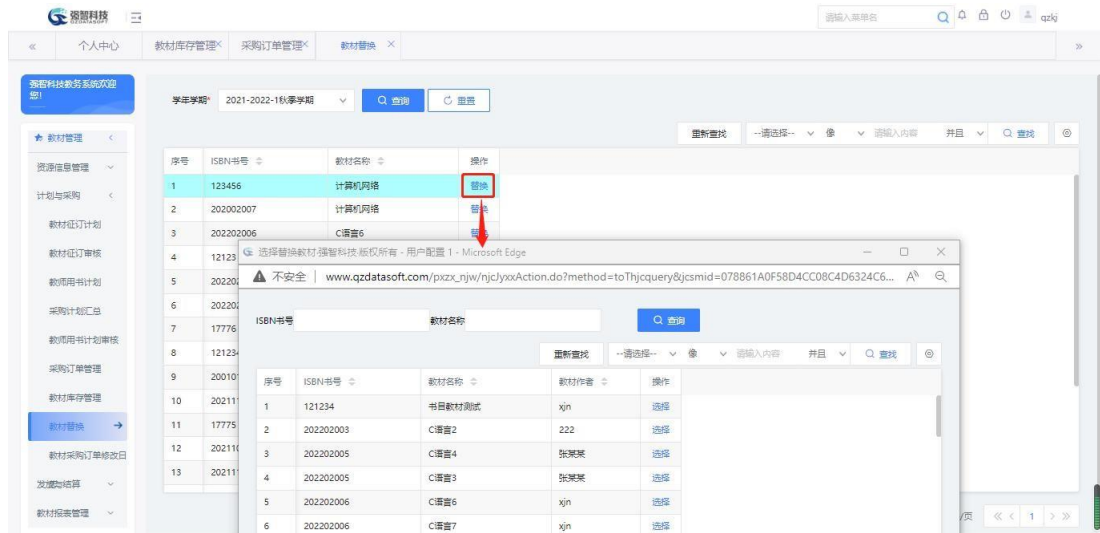 强智科技
QZDATASOFT
请输入菜单名
qzkj
个人中心
教材库存管理×
采购订单管理×
教材替换 ×
强智科技教务系统欢迎
您!
学年学期* 2021-2022-1秋季学期 查询 重置
教材管理
资源信息管理
计划与采购
教材征订计划
教材征订审核
教师用书计划
采购计划汇总
教师用书计划审核
采购订单管理
教材库存管理
教材替换
教材采购订单修改日
教材报表管理
重新查找 --请选择-- 像 请输入内容 并且 查找
序号 ISBN书号 教材名称 操作
1 123456 计算机网络 替换
2 202002007 计算机网络 替换
3 202202006 C语言6
4 12123
5 20220
6 20220
7 17776
8 12123
9 20010
10 20211
11 17775
12 20211
13 20211
选择替换教材-强智科技-版权所有 - 用户配置 1 - Microsoft Edge
不安全 | www.qzdatasoft.com/pxzx_njw/njcJyxxAction.do?method=toThjcquery&jcsmid=078861A0F58D4CC08C4D6324C6...
ISBN书号 教材名称 查询
重新查找 --请选择-- 像 请输入内容 并且 查找
序号 ISBN书号 教材名称 教材作者 操作
1 121234 书目教材测试 xjn 选择
2 202202003 C语言2 222 选择
3 202202005 C语言4 张某某 选择
4 202202005 C语言3 张某某 选择
5 202202006 C语言6 xjn 选择
6 202202006 C语言7 xjn 选择
/页 1